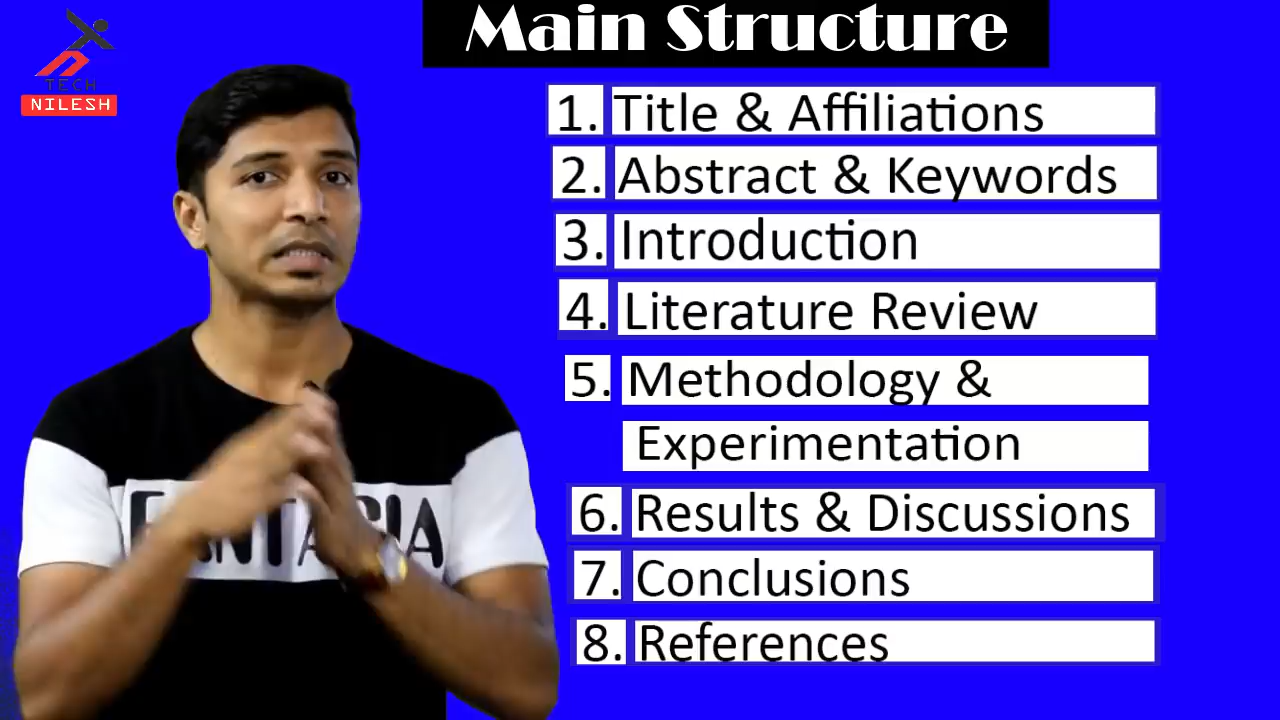 Main Structure
TECH
NILESH
1. Title & Affiliations
2. Abstract & Keywords
3. Introduction
4. Literature Review
5. Methodology &
Experimentation
6. Results & Discussions
7. Conclusions
8. References